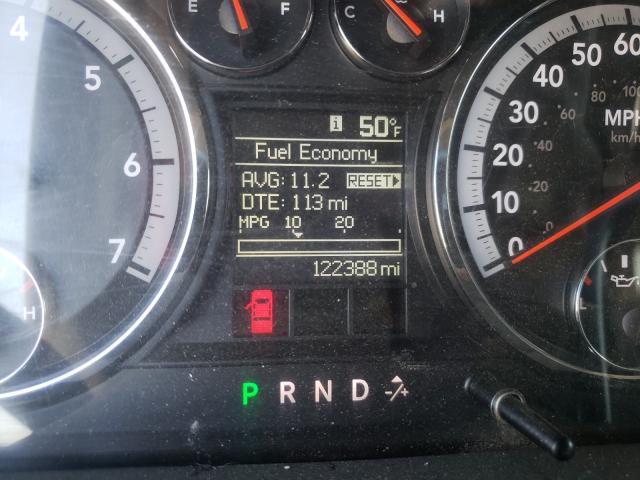 4
5
6
7
H
E F
C H
i 50°F
Fuel Economy
AVG: 11.2 RESET
DTE: 113 mi
MPG 10 20
122388 mi
P R N D -/+
0
10
20
30
40
50
60
20
40
60
80
100
MPH
km/h
L